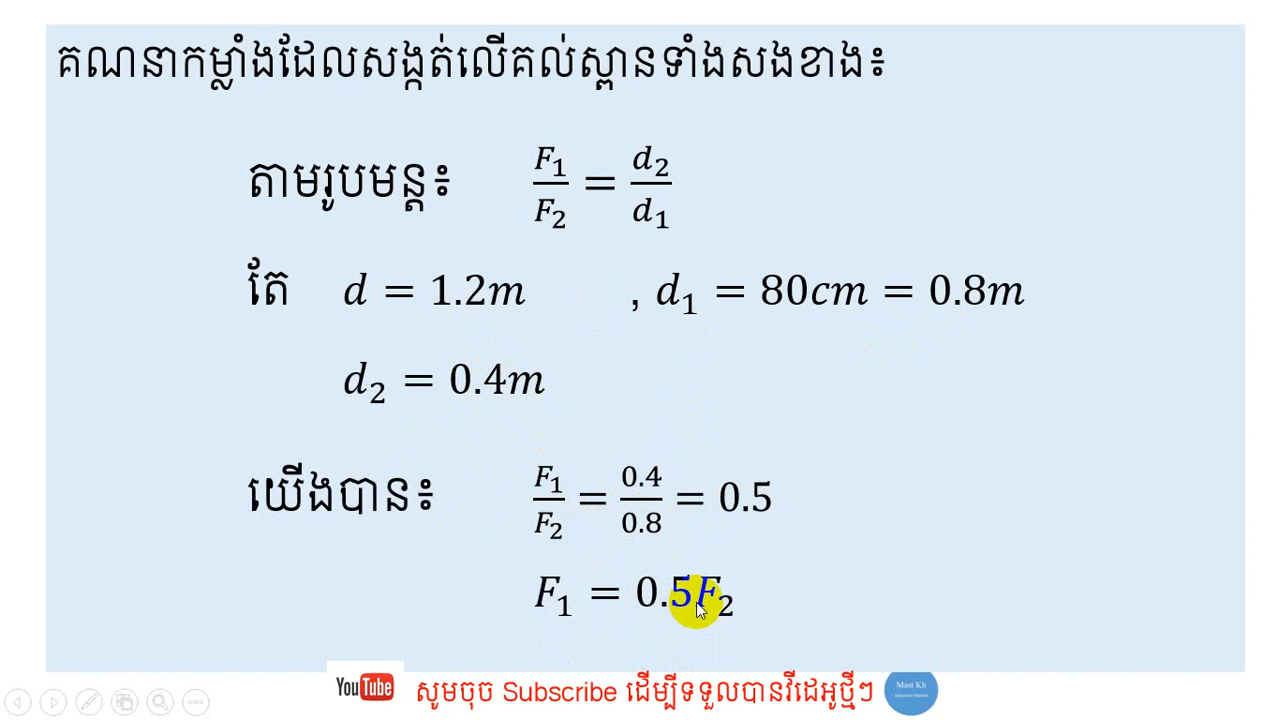 គណនាកម្លាំងដែលសង្កត់លើគល់ស្ពានទាំងសងខាង៖
តាមរូបមន្ត៖ F₁/F₂ = d₂/d₁
តែ d = 1.2m , d₁ = 80cm = 0.8m
d₂ = 0.4m
យើងបាន៖ F₁/F₂ = 0.4/0.8 = 0.5
F₁ = 0.5F₂
YouTube សូមចុច Subscribe ដើម្បីទទួលបានវីដេអូថ្មីៗ Mast Kh